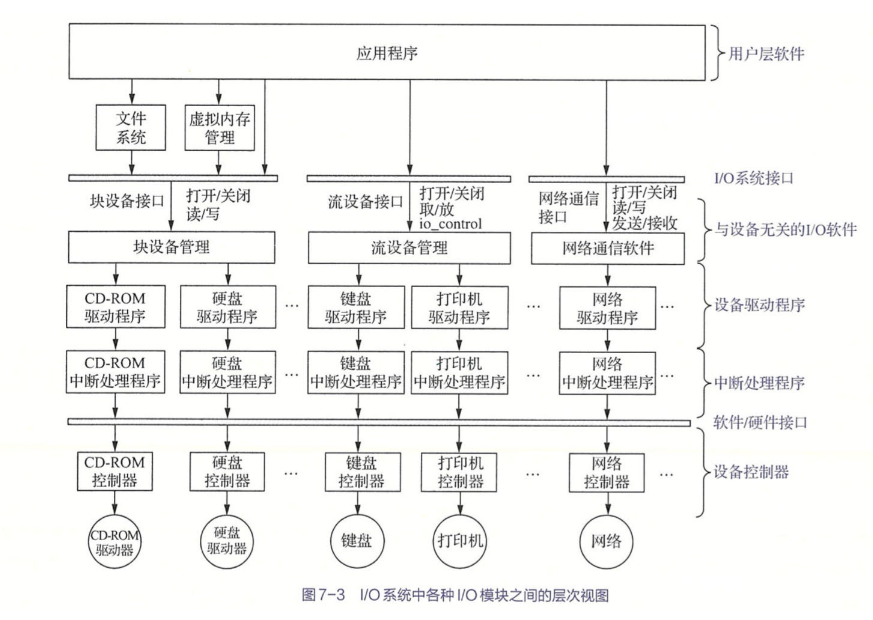 应用程序
用户层软件
文件
系统
虚拟内存
管理
I/O系统接口
块设备接口
打开/关闭
读/写
流设备接口
打开/关闭
取/放
io_control
网络通信
接口
打开/关闭
读/写
发送/接收
与设备无关的I/O软件
块设备管理
流设备管理
网络通信软件
CD-ROM
驱动程序
硬盘
驱动程序
…
键盘
驱动程序
打印机
驱动程序
…
网络
驱动程序
…
设备驱动程序
CD-ROM
中断处理程序
硬盘
中断处理程序
…
键盘
中断处理程序
打印机
中断处理程序
…
网络
中断处理程序
…
中断处理程序
软件/硬件接口
CD-ROM
控制器
硬盘
控制器
…
键盘
控制器
打印机
控制器
…
网络
控制器
…
设备控制器
CD-ROM
驱动器
硬盘
驱动器
键盘
打印机
网络
图7-3 I/O系统中各种I/O模块之间的层次视图